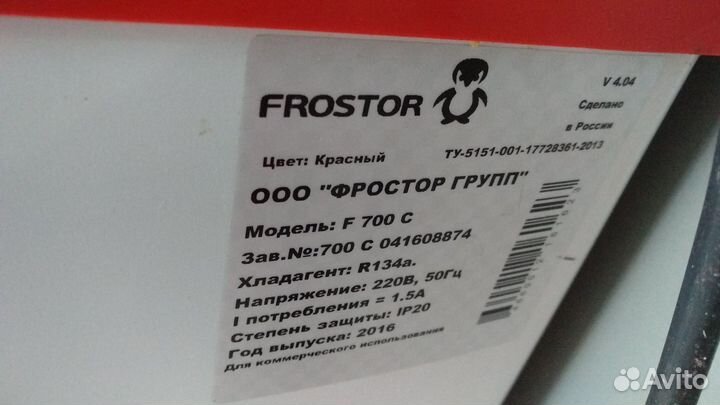 FROSTOR
V 4.04
Сделано
в России
Цвет: Красный
ТУ-5151-001-17728361-2013
ООО "ФРОСТОР ГРУПП"
Модель: F 700 C
Зав.№:700 С 041608874
Хладагент: R134a.
Напряжение: 220В, 50Гц
I потребления = 1.5А
Степень защиты: IP20
Год выпуска: 2016
Для коммерческого использования
Avito